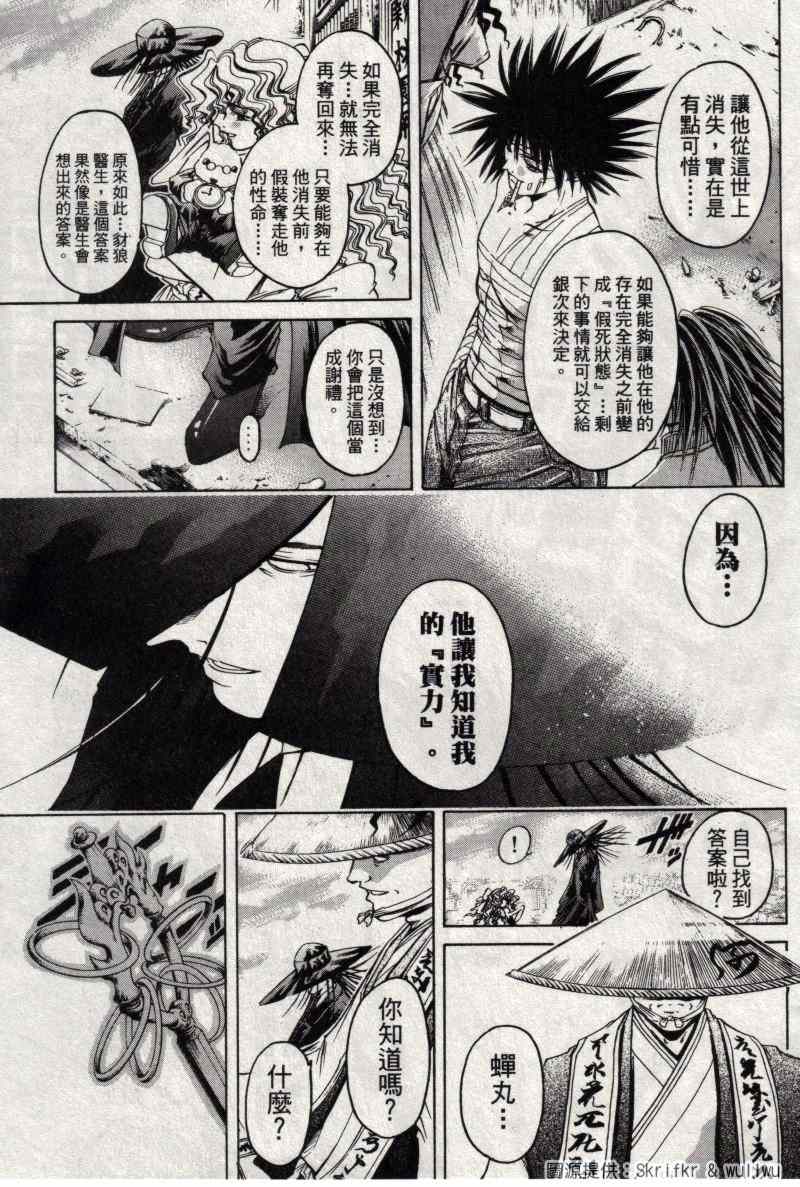 讓他從這世上
消失，實在是
有點可惜⋯⋯
如果能夠讓他在他的
存在完全消失之前變
成『假死狀態』⋯剩
下的事情就可以交給
銀次來決定。
如果完全消
失⋯就無法
再奪回來⋯
只要能夠在
他消失前，
假裝奪走他
的性命⋯⋯
原來如此⋯豺狼
醫生，這個答案
果然像是醫生會
想出來的答案。
只是沒想到⋯
你會把這個當
成謝禮。
⋯⋯
因為⋯
他讓我知道我
的『實力』。
自己找到
答案啦？
！
蟬丸⋯
你知道嗎？
什麼？
圖源提供：Skri.fkr & wuliwu